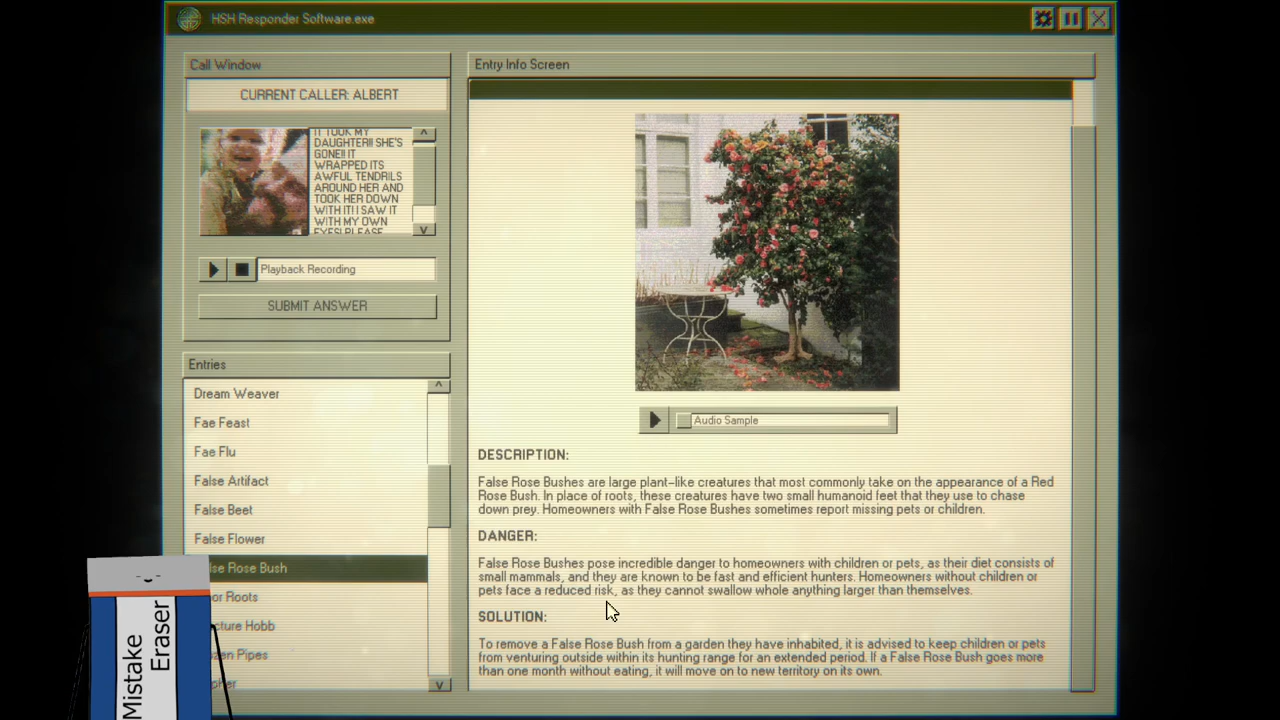 HSH Responder Software.exe
Call Window
CURRENT CALLER: ALBERT
IT TOOK MY
DAUGHTER!! SHE'S
GONE!! IT
WRAPPED ITS
AWFUL TENDRILS
AROUND HER AND
TOOK HER DOWN
WITH IT! I SAW IT
WITH MY OWN
EYES! PLEASE
Playback Recording
SUBMIT ANSWER
Entries
Dream Weaver
Fae Feast
Fae Flu
False Artifact
False Beet
False Flower
lse Rose Bush
or Roots
cture Hobb
zen Pipes
pher
Mistake
Eraser
Entry Info Screen
Audio Sample
DESCRIPTION:
False Rose Bushes are large plant-like creatures that most commonly take on the appearance of a Red
Rose Bush. In place of roots, these creatures have two small humanoid feet that they use to chase
down prey. Homeowners with False Rose Bushes sometimes report missing pets or children.
DANGER:
False Rose Bushes pose incredible danger to homeowners with children or pets, as their diet consists of
small mammals, and they are known to be fast and efficient hunters. Homeowners without children or
pets face a reduced risk, as they cannot swallow whole anything larger than themselves.
SOLUTION:
To remove a False Rose Bush from a garden they have inhabited, it is advised to keep children or pets
from venturing outside within its hunting range for an extended period. If a False Rose Bush goes more
than one month without eating, it will move on to new territory on its own.